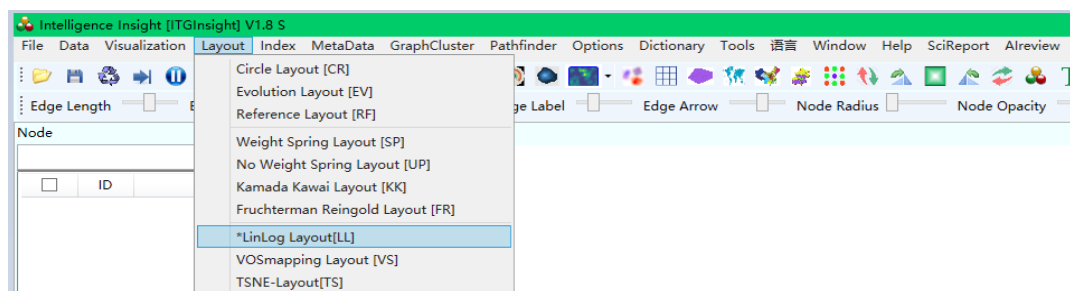 Intelligence Insight [ITGInsight] V1.8 S
File Data Visualization Layout Index MetaData GraphCluster Pathfinder Options Dictionary Tools 语言 Window Help SciReport AIreview
Circle Layout [CR]
Evolution Layout [EV]
Edge Length ge Label Edge Arrow Node Radius Node Opacity
Reference Layout [RF]
Node
Weight Spring Layout [SP]
No Weight Spring Layout [UP]
ID
Kamada Kawai Layout [KK]
Fruchterman Reingold Layout [FR]
*LinLog Layout[LL]
VOSmapping Layout [VS]
TSNE-Layout[TS]